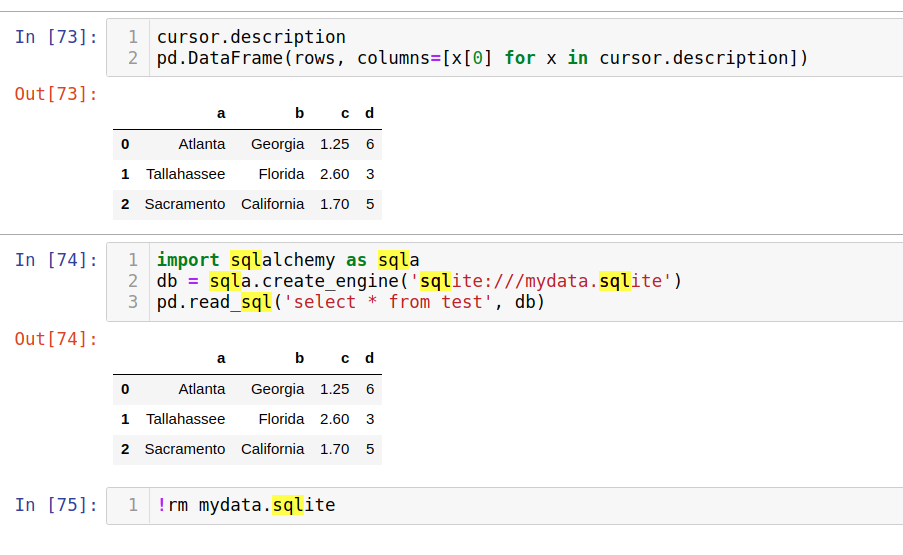 In [73]: 1 cursor.description
2 pd.DataFrame(rows, columns=[x[0] for x in cursor.description])
Out[73]:
a b c d
0 Atlanta Georgia 1.25 6
1 Tallahassee Florida 2.60 3
2 Sacramento California 1.70 5
In [74]: 1 import sqlalchemy as sqla
2 db = sqla.create_engine('sqlite:///mydata.sqlite')
3 pd.read_sql('select * from test', db)
Out[74]:
a b c d
0 Atlanta Georgia 1.25 6
1 Tallahassee Florida 2.60 3
2 Sacramento California 1.70 5
In [75]: 1 !rm mydata.sqlite